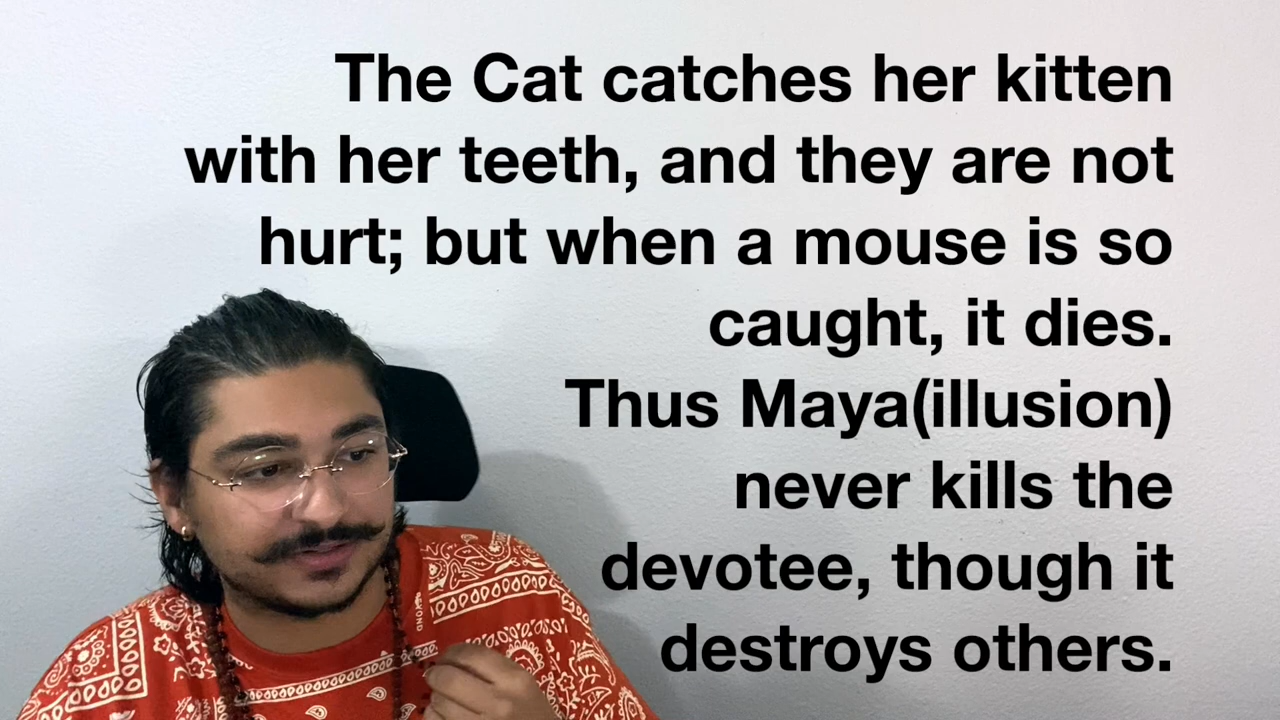 The Cat catches her kitten
with her teeth, and they are not
hurt; but when a mouse is so
caught, it dies.
Thus Maya(illusion)
never kills the
devotee, though it
destroys others.
BEYOND